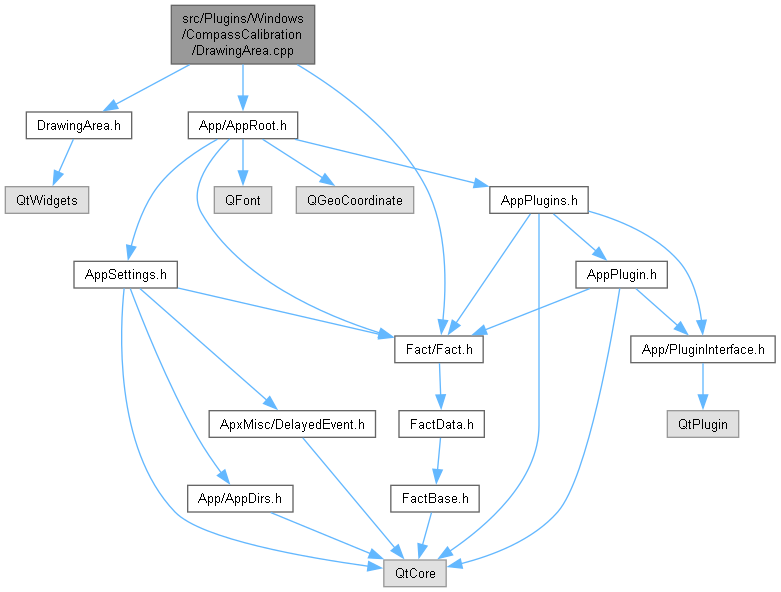 src/Plugins/Windows
/CompassCalibration
/DrawingArea.cpp
DrawingArea.h
App/AppRoot.h
QtWidgets
QFont
QGeoCoordinate
AppPlugins.h
AppSettings.h
AppPlugin.h
Fact/Fact.h
App/PluginInterface.h
ApxMisc/DelayedEvent.h
FactData.h
QtPlugin
App/AppDirs.h
FactBase.h
QtCore